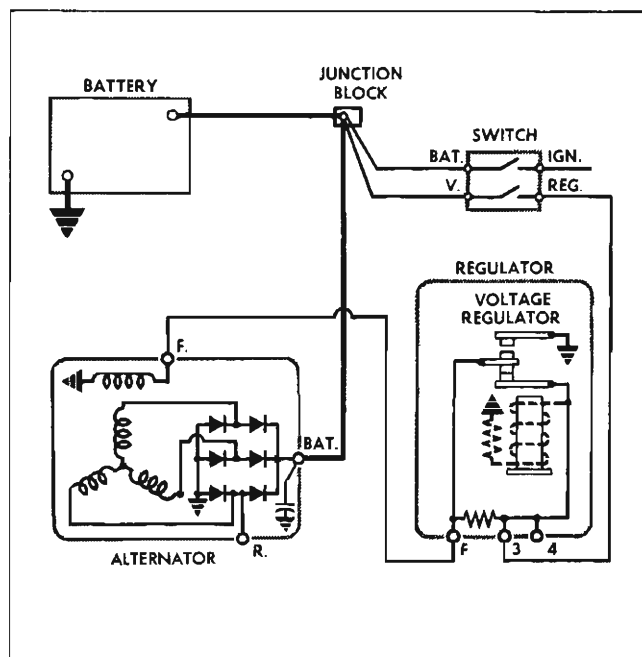 BATTERY
JUNCTION
BLOCK
SWITCH
BAT.
IGN.
V.
REG.
REGULATOR
VOLTAGE
REGULATOR
F.
BAT.
ALTERNATOR
R.
F
3
4